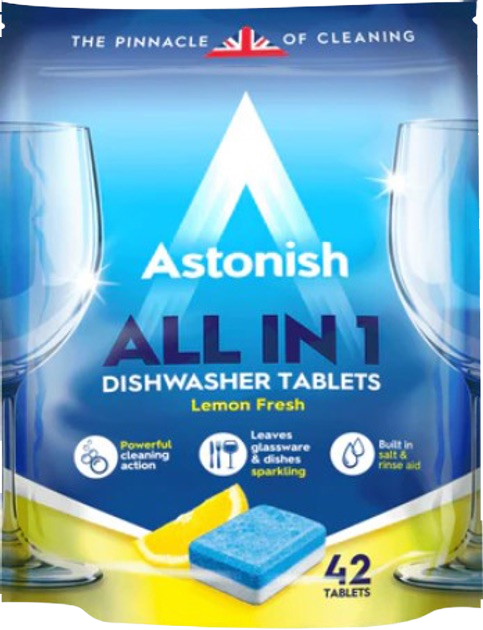 THE PINNACLE OF CLEANING
Astonish
ALL IN 1
DISHWASHER TABLETS
Lemon Fresh
Powerful
cleaning
action
Leaves
glassware
& dishes
sparkling
Built in
salt &
rinse aid
42
TABLETS